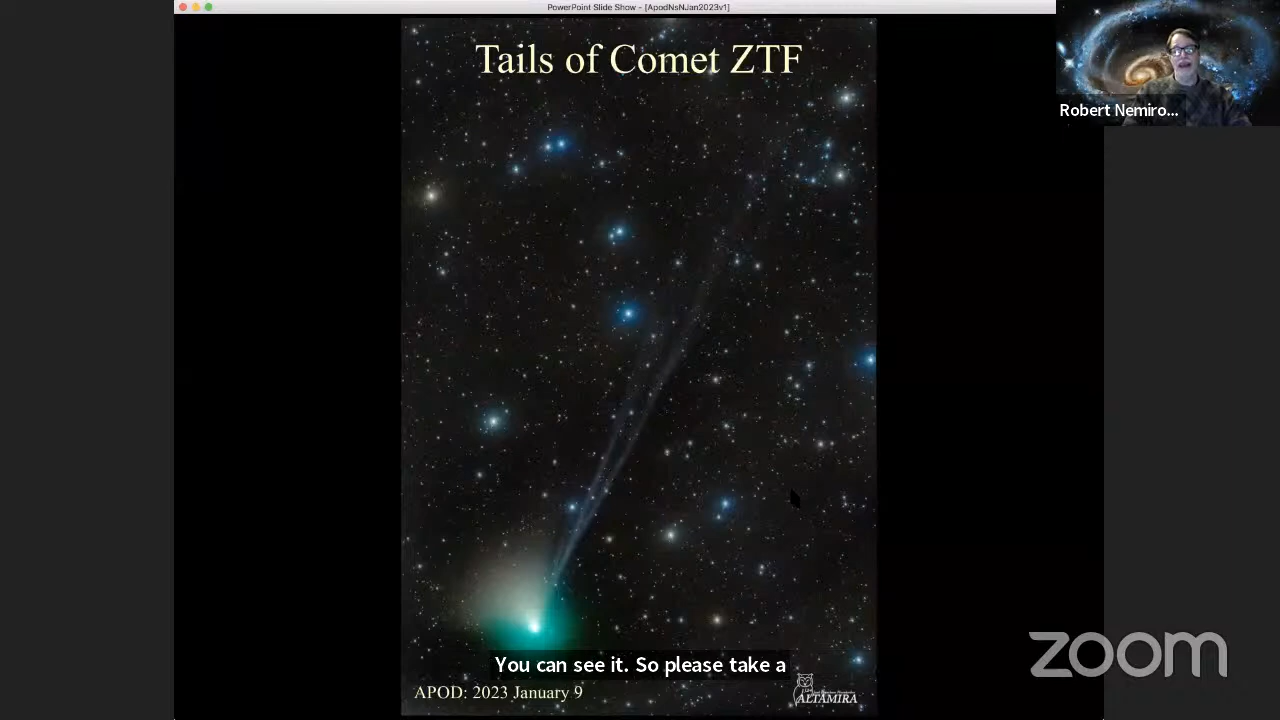 PowerPoint Slide Show - [ApodNsNJan2023v1]
Tails of Comet ZTF
Robert Nemiro...
You can see it. So please take a
APOD: 2023 January 9
ALTAMIRA
zoom